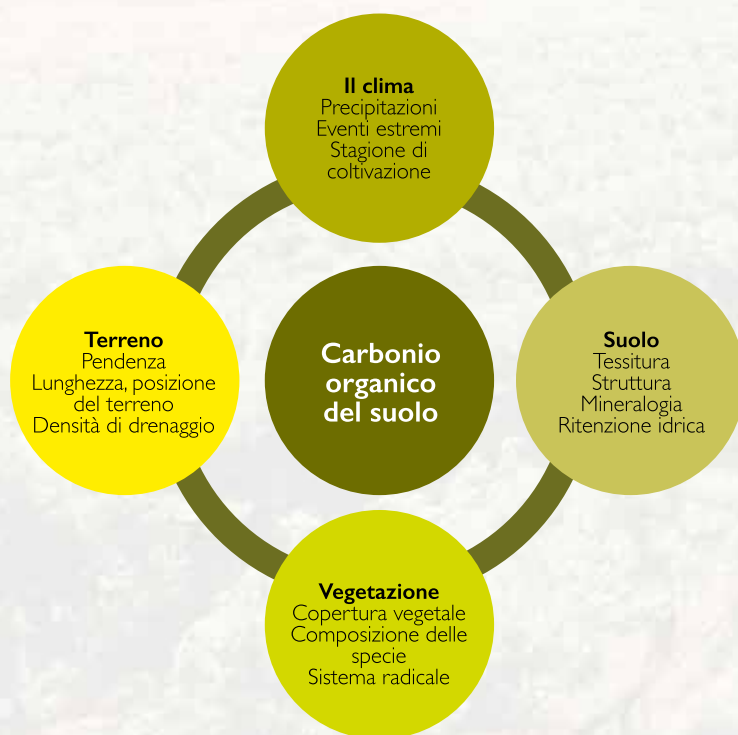 Il clima
Precipitazioni
Eventi estremi
Stagione di
coltivazione
Terreno
Pendenza
Lunghezza, posizione
del terreno
Densità di drenaggio
Carbonio
organico
del suolo
Suolo
Tessitura
Struttura
Mineralogia
Ritenzione idrica
Vegetazione
Copertura vegetale
Composizione delle
specie
Sistema radicale